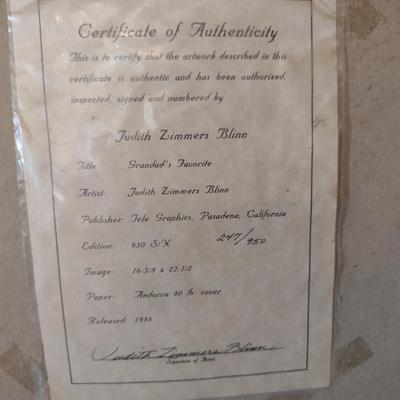 Certificate of Authenticity
This is to certify that the artwork described in this
certificate is authentic and has been authorized,
inspected, signed and numbered by
Judith Zimmers Blinn
Title: Grandad's Favorite
Artist: Judith Zimmers Blinn
Publisher: Tele Graphics, Pasadena, California
Edition: 950 S/N 247/950
Image: 16-5/8 x 22-1/2
Paper: Andorra 80 lb. cover
Released: 1986
Judith Zimmers Blinn
Signature of Artist